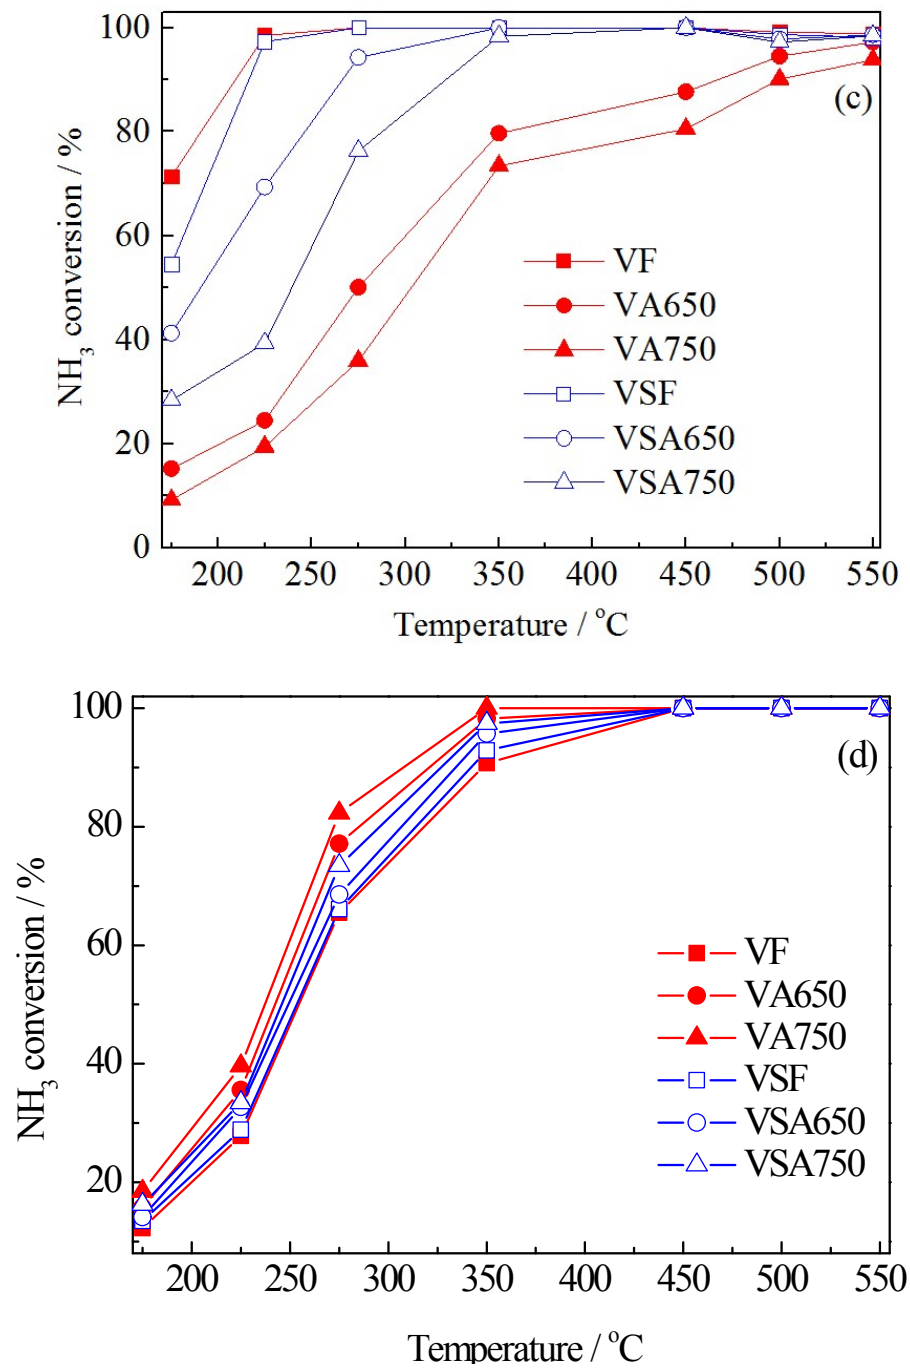 100
80
60
40
20
0
NH3 conversion / %
(c)
VF
VA650
VA750
VSF
VSA650
VSA750
200 250 300 350 400 450 500 550
Temperature / °C
100
80
60
40
20
NH3 conversion / %
(d)
VF
VA650
VA750
VSF
VSA650
VSA750
200 250 300 350 400 450 500 550
Temperature / °C